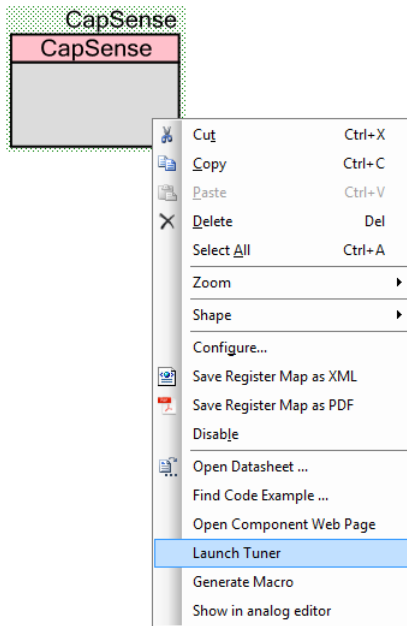 CapSense
CapSense
Cut Ctrl+X
Copy Ctrl+C
Paste Ctrl+V
Delete Del
Select All Ctrl+A
Zoom
Shape
Configure...
Save Register Map as XML
Save Register Map as PDF
Disable
Open Datasheet ...
Find Code Example ...
Open Component Web Page
Launch Tuner
Generate Macro
Show in analog editor